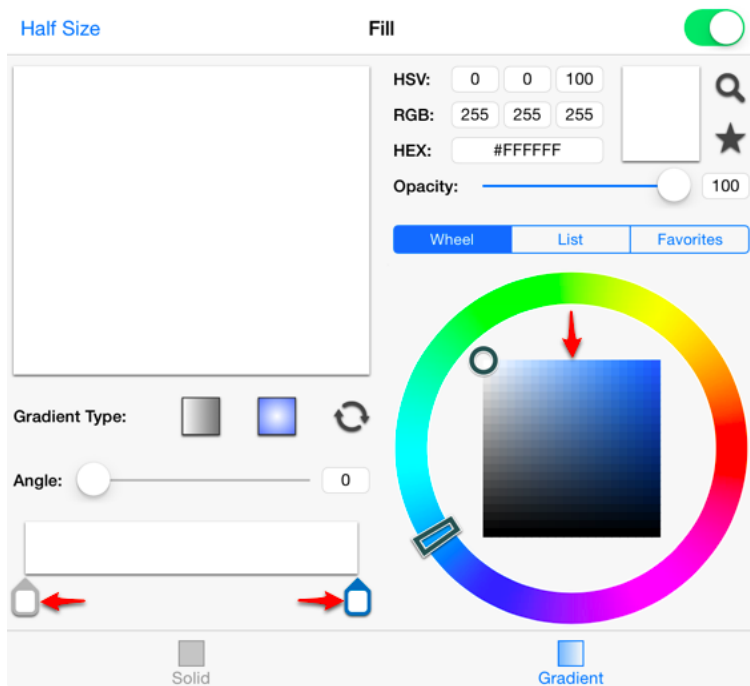 Half Size
Fill
HSV: 0 0 100
RGB: 255 255 255
HEX: #FFFFFF
Opacity: 100
Wheel List Favorites
Gradient Type:
Angle: 0
Solid
Gradient